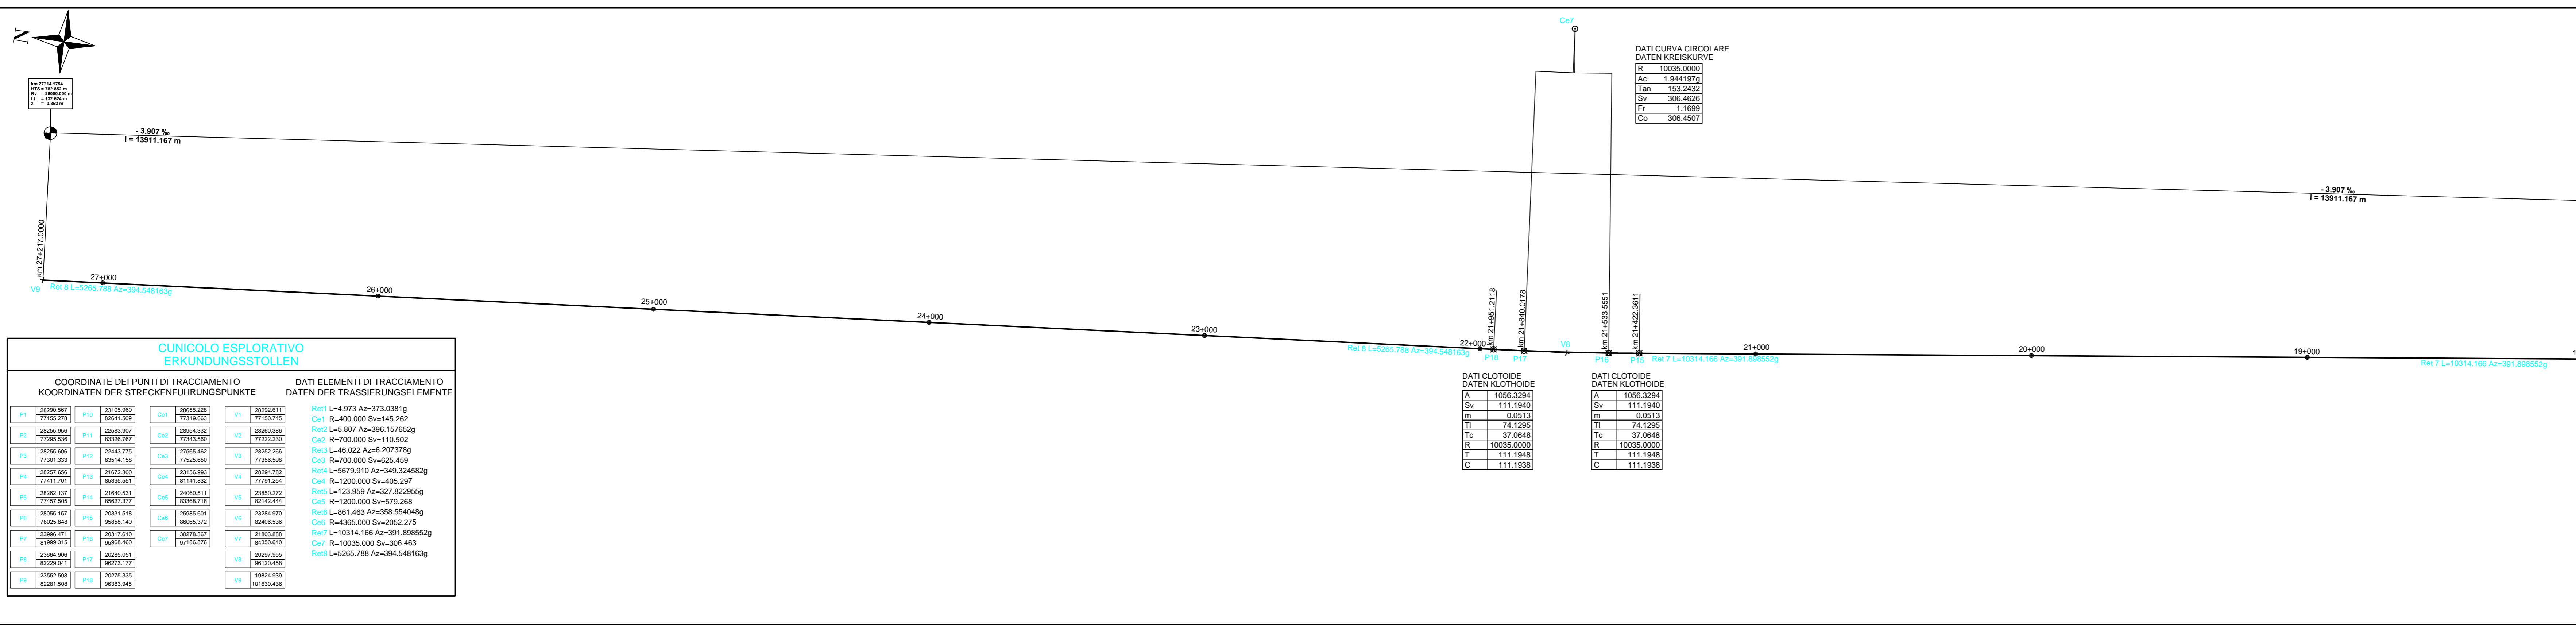 N
km 27314.1754
HTS = 782.852 m
Rv = 25000.000 m
Lt = 132.624 m
z = -0.352 m
- 3.907 ‰
l = 13911.167 m
km 27+217.0000
V9
Ret 8 L=5265.788 Az=394.548163g
27+000
26+000
25+000
24+000
23+000
22+000
Ret 8 L=5265.788 Az=394.548163g
km 21+951.2118
P18
km 21+840.0178
P17
V8
km 21+533.5551
P16
km 21+422.3611
P15
Ret 7 L=10314.166 Az=391.898552g
21+000
20+000
19+000
Ret 7 L=10314.166 Az=391.898552g
- 3.907 ‰
l = 13911.167 m
Ce7
DATI CURVA CIRCOLARE
DATEN KREISKURVE
R 10035.0000
Ac 1.944197g
Tan 153.2432
Sv 306.4626
Fr 1.1699
Co 306.4507
DATI CLOTOIDE
DATEN KLOTHOIDE
A 1056.3294
Sv 111.1940
m 0.0513
Tl 74.1295
Tc 37.0648
R 10035.0000
T 111.1948
C 111.1938
DATI CLOTOIDE
DATEN KLOTHOIDE
A 1056.3294
Sv 111.1940
m 0.0513
Tl 74.1295
Tc 37.0648
R 10035.0000
T 111.1948
C 111.1938
CUNICOLO ESPLORATIVO
ERKUNDUNGSSTOLLEN
COORDINATE DEI PUNTI DI TRACCIAMENTO
KOORDINATEN DER STRECKENFUHRUNGSPUNKTE
P1 28290.567 77155.278
P2 28255.956 77295.536
P3 28255.606 77301.333
P4 28257.656 77411.701
P5 28262.137 77457.505
P6 28055.157 78025.848
P7 23996.471 81999.315
P8 23664.906 82229.041
P9 23552.598 82281.508
P10 23105.960 82641.509
P11 22583.907 83326.767
P12 22443.775 83514.158
P13 21672.300 85395.551
P14 21640.531 85627.377
P15 20331.518 95858.140
P16 20317.610 95968.460
P17 20285.051 96273.177
P18 20275.335 96383.945
Ce1 28655.228 77319.663
Ce2 28954.332 77343.560
Ce3 27565.462 77525.650
Ce4 23156.993 81141.832
Ce5 24060.511 83368.718
Ce6 25985.601 86065.372
Ce7 30278.367 97186.876
V1 28292.611 77150.745
V2 28260.386 77222.230
V3 28252.266 77356.598
V4 28294.782 77791.254
V5 23850.272 82142.444
V6 23284.970 82406.536
V7 21803.888 84350.640
V8 20297.955 96120.458
V9 19824.939 101630.436
DATI ELEMENTI DI TRACCIAMENTO
DATEN DER TRASSIERUNGSELEMENTE
Ret1 L=4.973 Az=373.0381g
Ce1 R=400.000 Sv=145.262
Ret2 L=5.807 Az=396.157652g
Ce2 R=700.000 Sv=110.502
Ret3 L=46.022 Az=6.207378g
Ce3 R=700.000 Sv=625.459
Ret4 L=5679.910 Az=349.324582g
Ce4 R=1200.000 Sv=405.297
Ret5 L=123.959 Az=327.822955g
Ce5 R=1200.000 Sv=579.268
Ret6 L=861.463 Az=358.554048g
Ce6 R=4365.000 Sv=2052.275
Ret7 L=10314.166 Az=391.898552g
Ce7 R=10035.000 Sv=306.463
Ret8 L=5265.788 Az=394.548163g